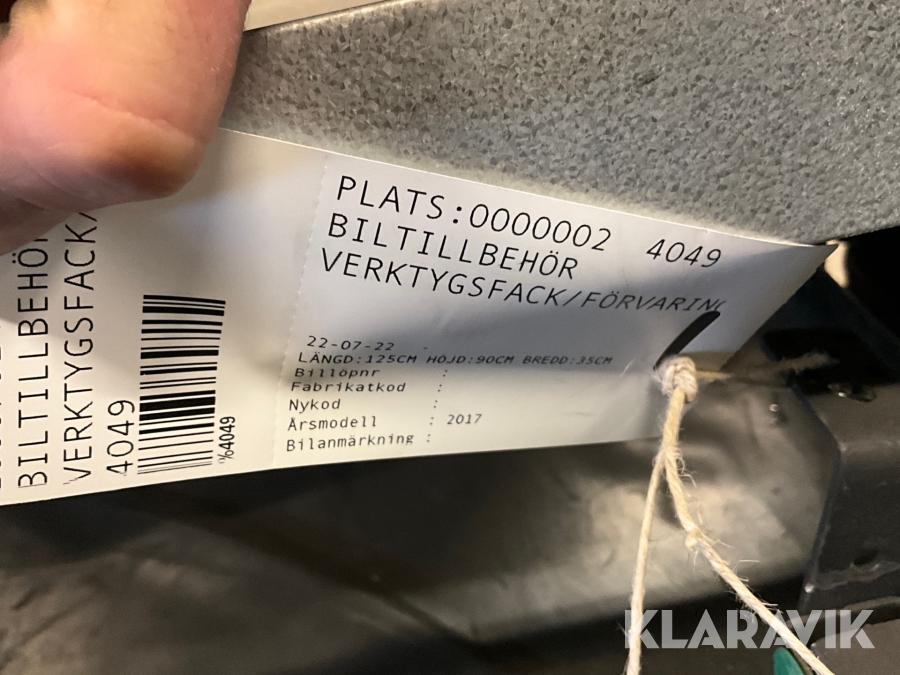 PLATS:0000002 4049
BILTILLBEHÖR
VERKTYGSFACK/FÖRVARING
22-07-22 -
LÄNGD:125CM HÖJD:90CM BREDD:35CM
Billöpnr :
Fabrikatkod :
Nykod :
Årsmodell : 2017
Bilanmärkning :
BILTILLBEHÖR
VERKTYGSFACK/
4049
%4049
KLARAVIK